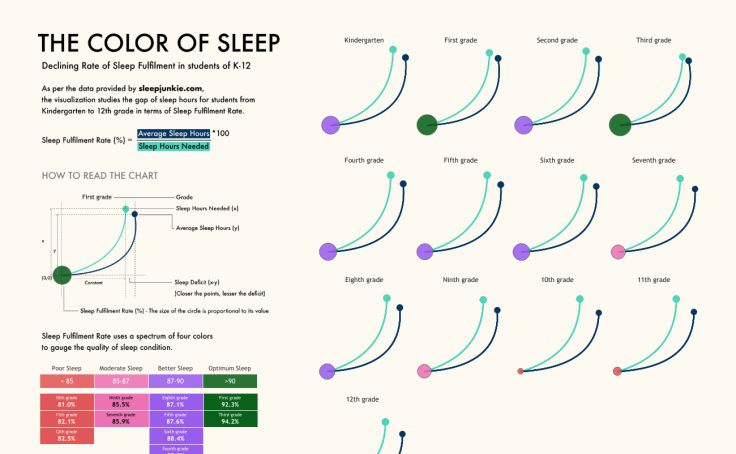 THE COLOR OF SLEEP
Declining Rate of Sleep Fulfilment in students of K-12
As per the data provided by sleepjunkie.com,
the visualization studies the gap of sleep hours for students from
Kindergarten to 12th grade in terms of Sleep Fulfilment Rate.
Sleep Fulfilment Rate (%) = Average Sleep Hours *100
Sleep Hours Needed
HOW TO READ THE CHART
First grade
Grade
Sleep Hours Needed (x)
Average Sleep Hours (y)
x
y
(0,0)
Constant
Sleep Deficit (x-y)
(Closer the points, lesser the deficit)
Sleep Fulfilment Rate (%) - The size of the circle is proportional to its value
Sleep Fulfilment Rate uses a spectrum of four colors
to gauge the quality of sleep condition.
Poor Sleep Moderate Sleep Better Sleep Optimum Sleep
< 85 85-87 87-90 >90
10th grade Ninth grade Eighth grade First grade
81.0% 85.5% 87.1% 92.3%
11th grade Seventh grade Fifth grade Third grade
82.1% 85.9% 87.6% 94.2%
12th grade Sixth grade
82.5% 88.4%
Fourth grade
Kindergarten First grade Second grade Third grade
Fourth grade Fifth grade Sixth grade Seventh grade
Eighth grade Ninth grade 10th grade 11th grade
12th grade